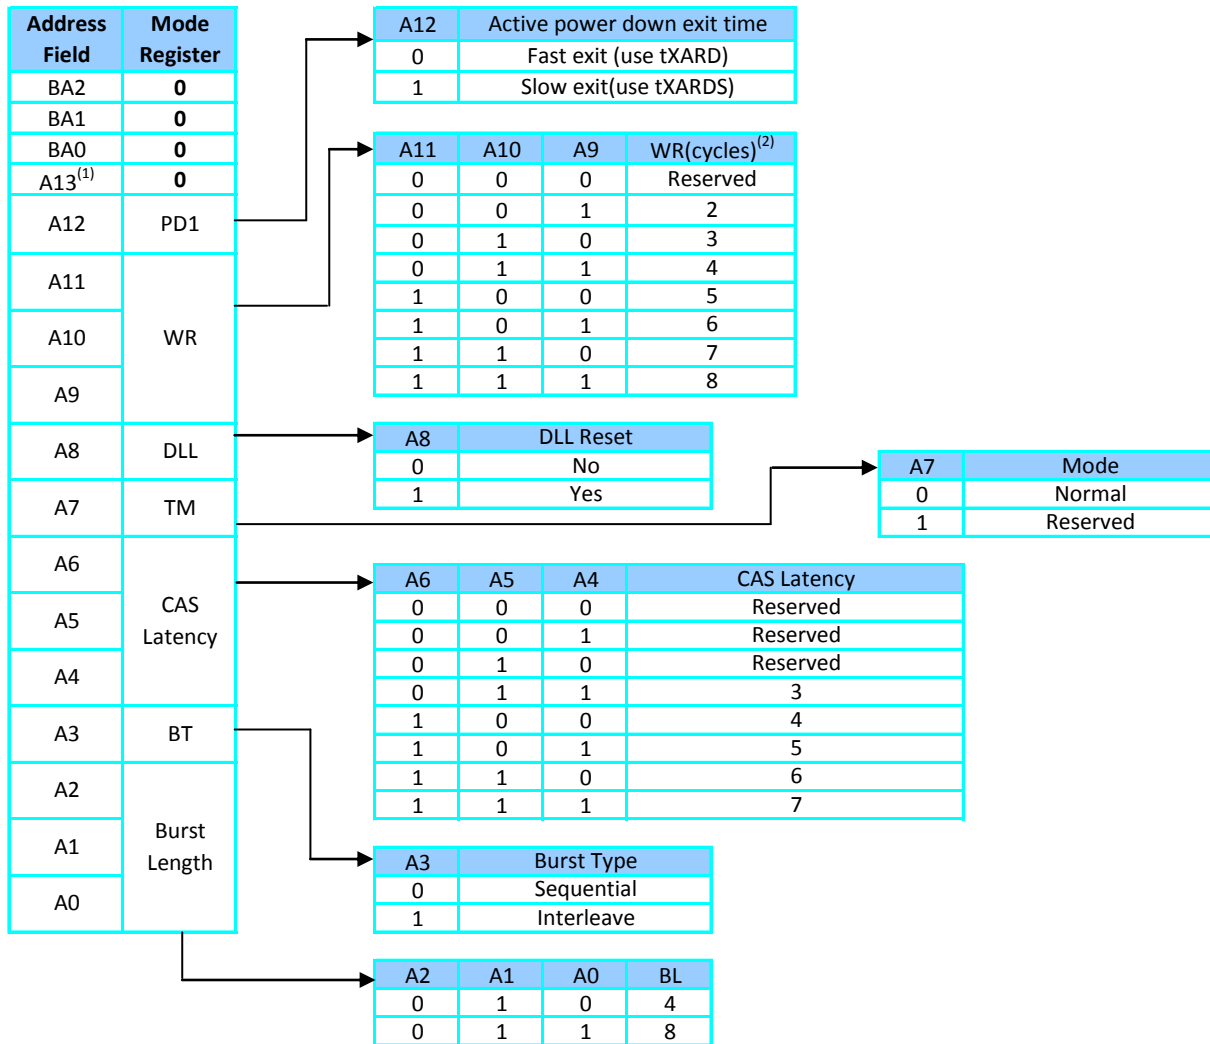 Address Field Mode Register
BA2 0
BA1 0
BA0 0
A13(1) 0
A12 PD1
A11
A10 WR
A9
A8 DLL
A7 TM
A6
A5 CAS Latency
A4
A3 BT
A2
A1 Burst Length
A0
A12 Active power down exit time
0 Fast exit (use tXARD)
1 Slow exit(use tXARDS)
A11 A10 A9 WR(cycles)(2)
0 0 0 Reserved
0 0 1 2
0 1 0 3
0 1 1 4
1 0 0 5
1 0 1 6
1 1 0 7
1 1 1 8
A8 DLL Reset
0 No
1 Yes
A7 Mode
0 Normal
1 Reserved
A6 A5 A4 CAS Latency
0 0 0 Reserved
0 0 1 Reserved
0 1 0 Reserved
0 1 1 3
1 0 0 4
1 0 1 5
1 1 0 6
1 1 1 7
A3 Burst Type
0 Sequential
1 Interleave
A2 A1 A0 BL
0 1 0 4
0 1 1 8